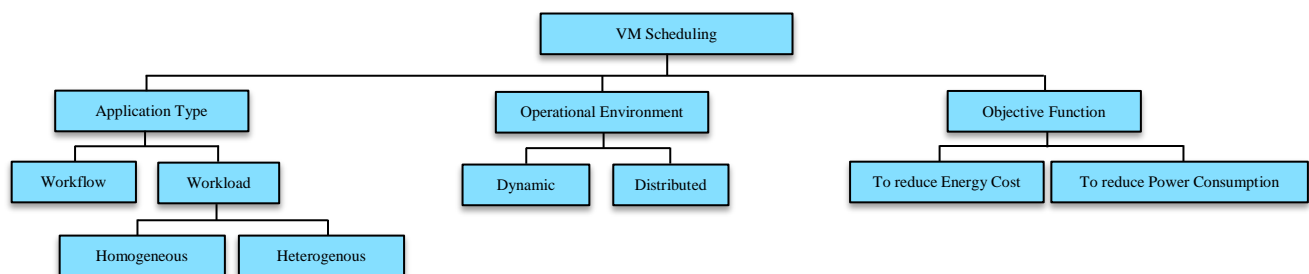 VM Scheduling
Application Type
Operational Environment
Objective Function
Workflow
Workload
Dynamic
Distributed
To reduce Energy Cost
To reduce Power Consumption
Homogeneous
Heterogenous